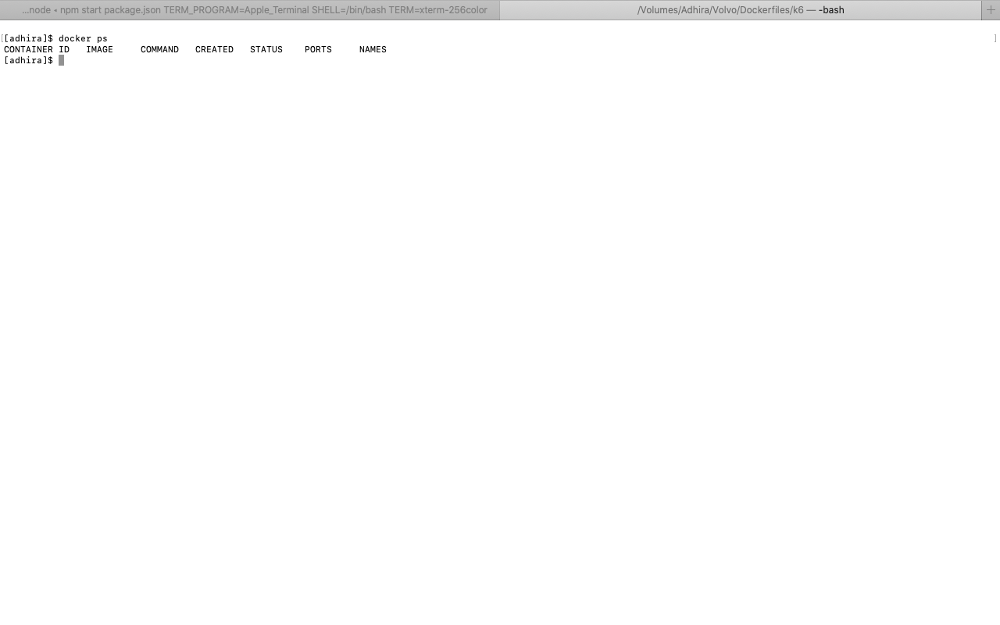 ...node • npm start package.json TERM_PROGRAM=Apple_Terminal SHELL=/bin/bash TERM=xterm-256color
/Volumes/Adhira/Volvo/Dockerfiles/k6 — -bash
[[adhira]$ docker ps ]
CONTAINER ID   IMAGE     COMMAND   CREATED   STATUS    PORTS     NAMES
[adhira]$